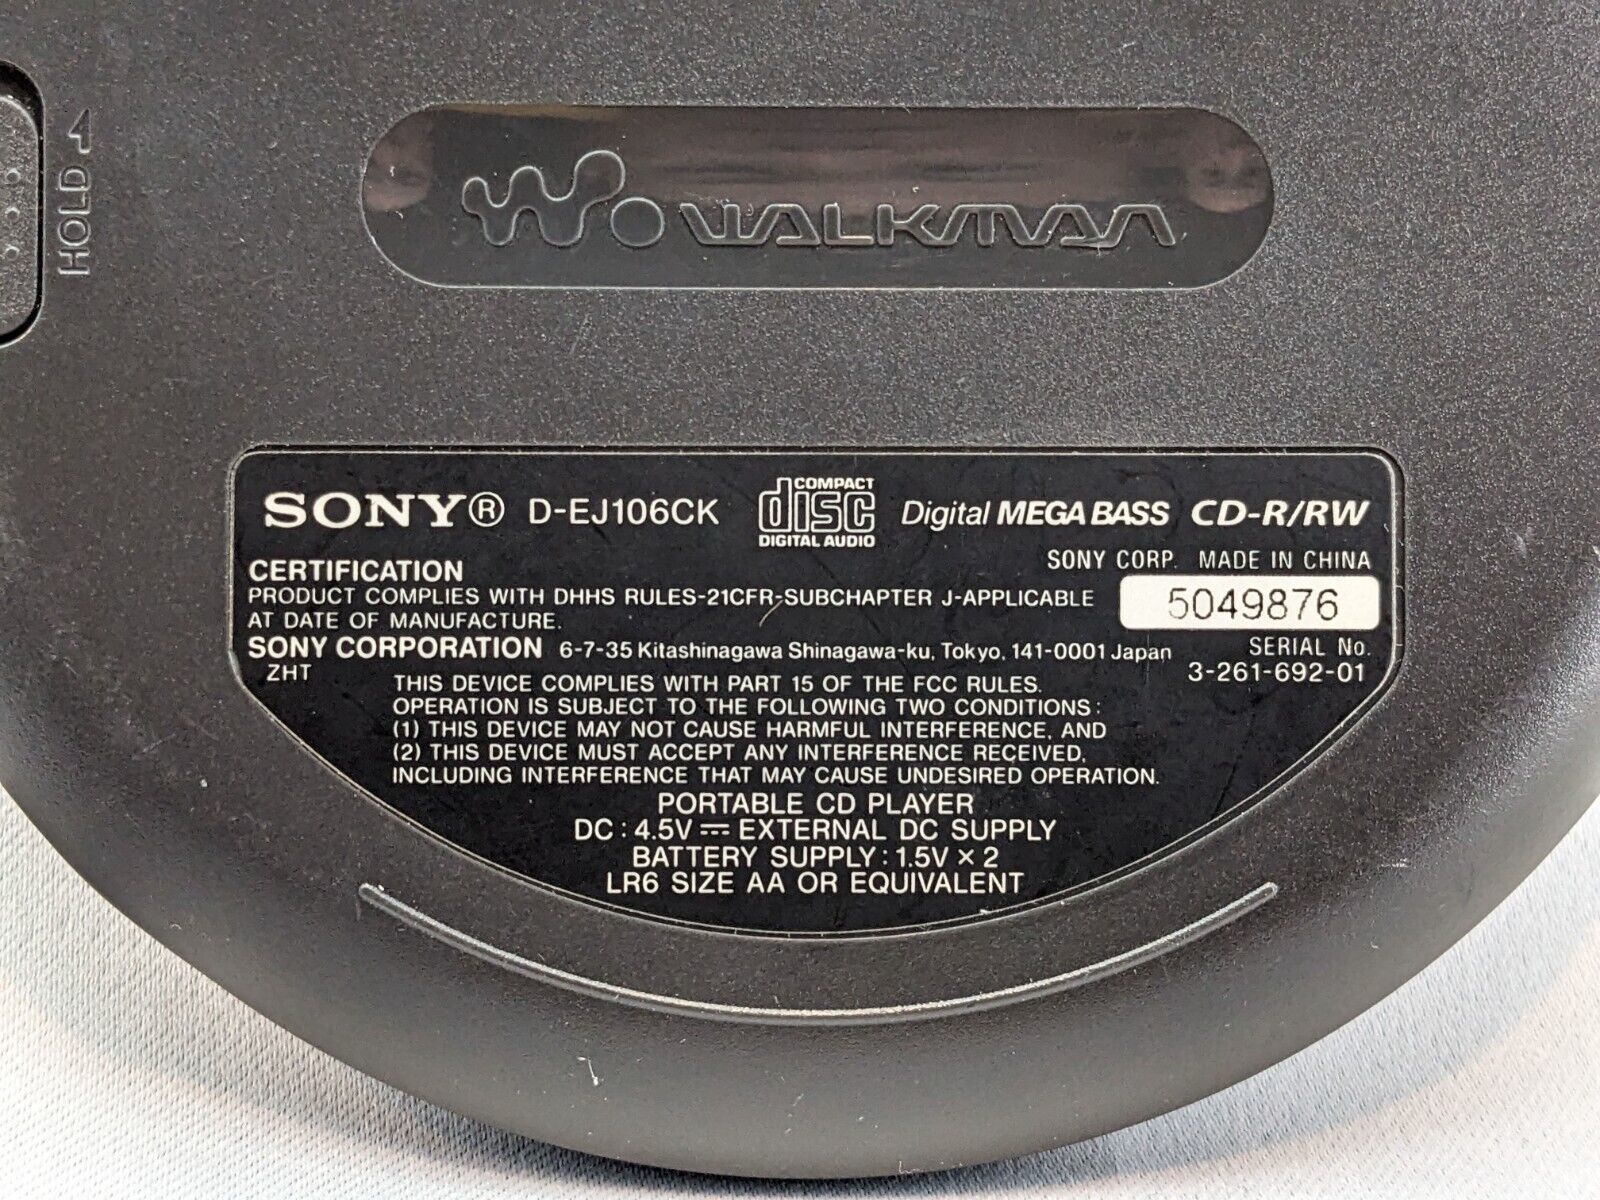 HOLD
WALKMAN
SONY® D-EJ106CK COMPACT disc DIGITAL AUDIO Digital MEGA BASS CD-R/RW
CERTIFICATION
SONY CORP. MADE IN CHINA
PRODUCT COMPLIES WITH DHHS RULES-21CFR-SUBCHAPTER J-APPLICABLE
AT DATE OF MANUFACTURE.
5049876
SONY CORPORATION 6-7-35 Kitashinagawa Shinagawa-ku, Tokyo, 141-0001 Japan
SERIAL No.
ZHT
3-261-692-01
THIS DEVICE COMPLIES WITH PART 15 OF THE FCC RULES.
OPERATION IS SUBJECT TO THE FOLLOWING TWO CONDITIONS:
(1) THIS DEVICE MAY NOT CAUSE HARMFUL INTERFERENCE, AND
(2) THIS DEVICE MUST ACCEPT ANY INTERFERENCE RECEIVED,
INCLUDING INTERFERENCE THAT MAY CAUSE UNDESIRED OPERATION.
PORTABLE CD PLAYER
DC : 4.5V ⎓ EXTERNAL DC SUPPLY
BATTERY SUPPLY : 1.5V × 2
LR6 SIZE AA OR EQUIVALENT